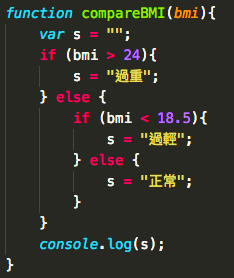 function compareBMI(bmi){
    var s = "";
    if (bmi > 24){
        s = "過重";
    } else {
        if (bmi < 18.5){
            s = "過輕";
        } else {
            s = "正常";
        }
    }
    console.log(s);
}